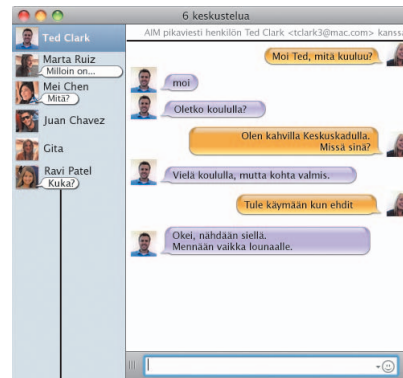 6 keskustelua
AIM pikaviesti henkilön Ted Clark <tclark3@mac.com> kanssa
Ted Clark
Marta Ruiz
Milloin on...
Mei Chen
Mitä?
Juan Chavez
Gita
Ravi Patel
Kuka?
Moi Ted, mitä kuuluu?
moi
Oletko koululla?
Olen kahvilla Keskuskadulla.
Missä sinä?
Vielä koululla, mutta kohta valmis.
Tule käymään kun ehdit
Okei, nähdään siellä.
Mennään vaikka lounaalle.